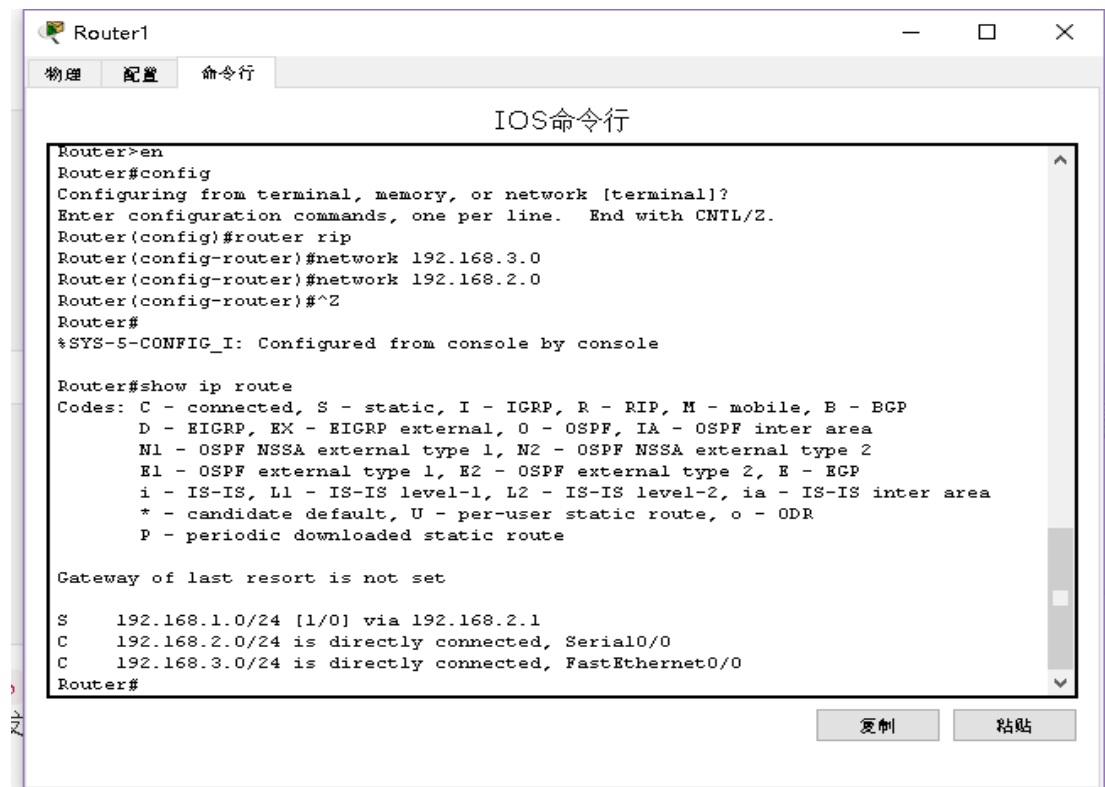 Router1
物理 配置 命令行
IOS命令行
Router>en
Router#config
Configuring from terminal, memory, or network [terminal]?
Enter configuration commands, one per line.  End with CNTL/Z.
Router(config)#router rip
Router(config-router)#network 192.168.3.0
Router(config-router)#network 192.168.2.0
Router(config-router)#^Z
Router#
%SYS-5-CONFIG_I: Configured from console by console
Router#show ip route
Codes: C - connected, S - static, I - IGRP, R - RIP, M - mobile, B - BGP
       D - EIGRP, EX - EIGRP external, O - OSPF, IA - OSPF inter area
       N1 - OSPF NSSA external type 1, N2 - OSPF NSSA external type 2
       E1 - OSPF external type 1, E2 - OSPF external type 2, E - EGP
       i - IS-IS, L1 - IS-IS level-1, L2 - IS-IS level-2, ia - IS-IS inter area
       * - candidate default, U - per-user static route, o - ODR
       P - periodic downloaded static route
Gateway of last resort is not set
S    192.168.1.0/24 [1/0] via 192.168.2.1
C    192.168.2.0/24 is directly connected, Serial0/0
C    192.168.3.0/24 is directly connected, FastEthernet0/0
Router#
复制 粘贴